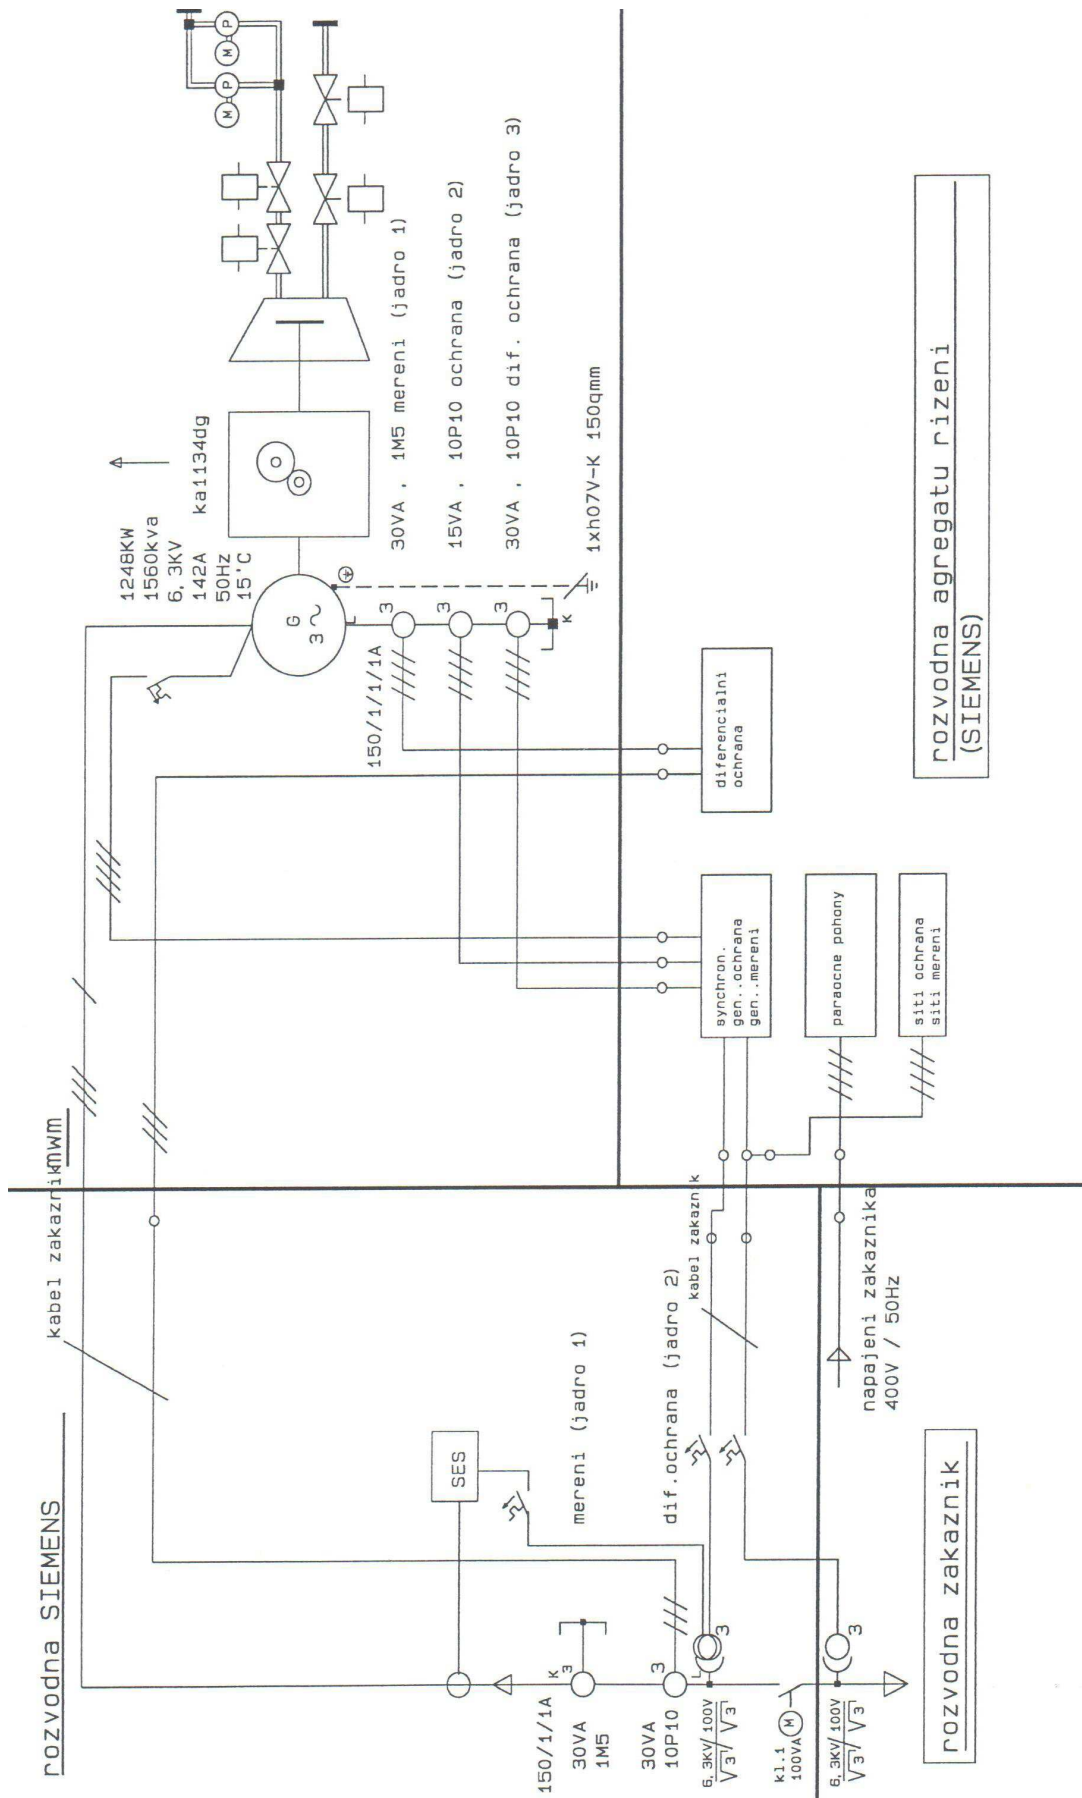 rozvodna SIEMENS
kabel zakaznik
mwm
1248KW
1560kva
6,3KV
142A
50Hz
15'C
ka1134dg
P
M
P
M
G
3~
L
150/1/1/1A
3
3
3
K
30VA , 1M5 mereni (jadro 1)
15VA , 10P10 ochrana (jadro 2)
30VA , 10P10 dif. ochrana (jadro 3)
1xh07V-K 150qmm
SES
150/1/1A
K
3
30VA
1M5
mereni (jadro 1)
30VA
10P10
3
L
dif.ochrana (jadro 2)
kabel zakaznik
6,3KV/100V
√3 / √3
3
kl.1
100VA
M
6,3KV/100V
√3 / √3
3
diferencialni
ochrana
synchron.
gen..ochrana
gen..mereni
paraocne pohony
siti ochrana
siti mereni
napajeni zakaznika
400V / 50Hz
rozvodna agregatu rizeni
(SIEMENS)
rozvodna zakaznik